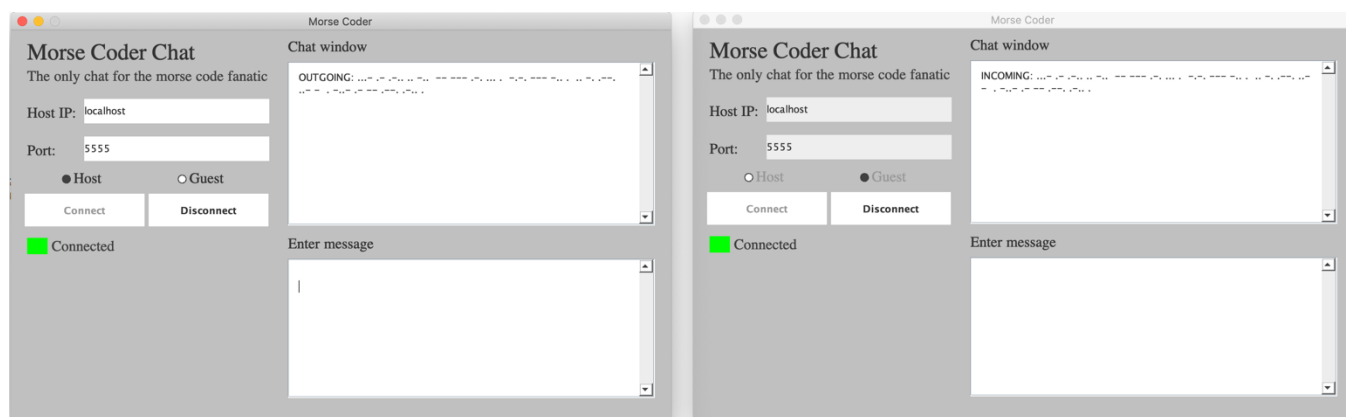 Morse Coder
Morse Coder Chat
The only chat for the morse code fanatic
Host IP: localhost
Port: 5555
Host Guest
Connect Disconnect
Connected
Chat window
OUTGOING: ...- .- .-.. .. -..  -- --- .-. ... .  -.-. --- -.. .  .. -. .--.
..- -  . -..- .- -- .--. .-.. .
Enter message
Morse Coder
Morse Coder Chat
The only chat for the morse code fanatic
Host IP: localhost
Port: 5555
Host Guest
Connect Disconnect
Connected
Chat window
INCOMING: ...- .- .-.. .. -..  -- --- .-. ... .  -.-. --- -.. .  .. -. .--. ..-
-  . -..- .- -- .--. .-.. .
Enter message